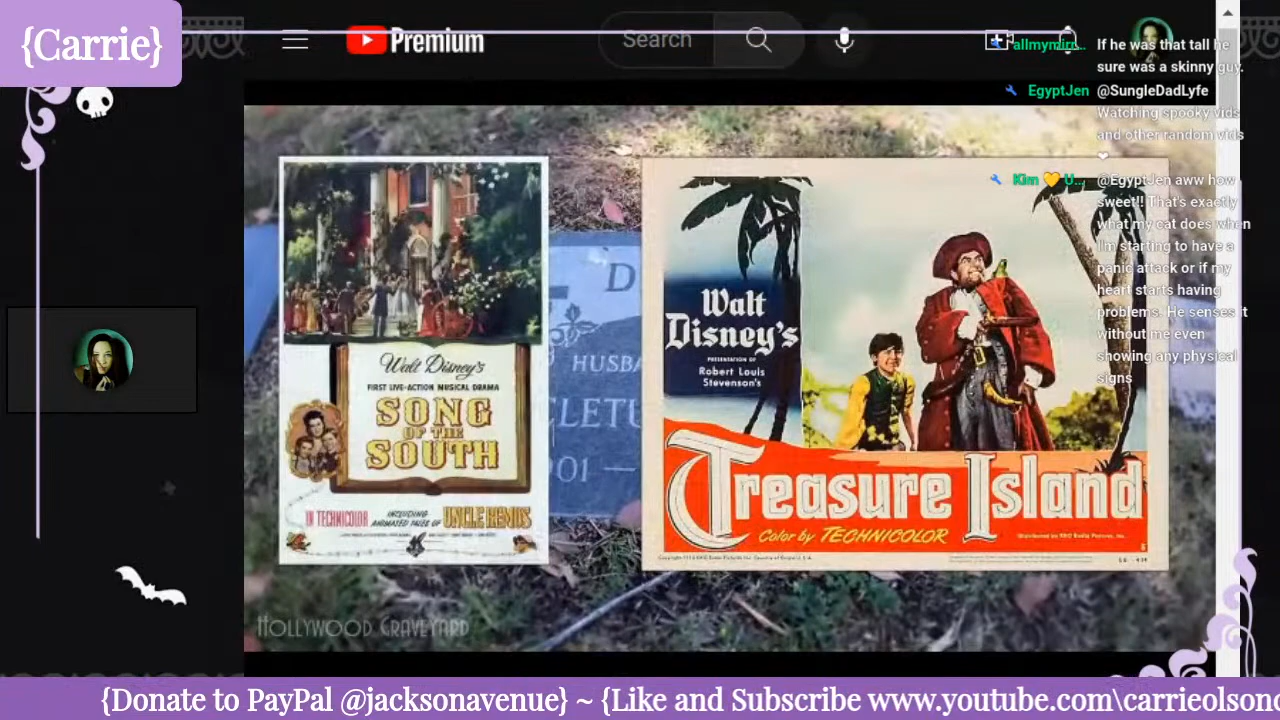 {Carrie}
Premium
Search
allmymirr...
If he was that tall he
sure was a skinny guy.
EgyptJen
@SungleDadLyfe
Watching spooky vids
and other random vids
Kim 💛 U...
@EgyptJen aww how
sweet!! That's exactly
what my cat does when
I'm starting to have a
panic attack or if my
heart starts having
problems. He senses it
without me even
showing any physical
signs
Walt Disney's
FIRST LIVE-ACTION MUSICAL DRAMA
SONG
OF THE
SOUTH
IN TECHNICOLOR
INCLUDING
ANIMATED TALES OF
UNCLE REMUS
D
HUSBA
CLETU
901 —
Walt
Disney's
PRESENTATION OF
Robert Louis
Stevenson's
Treasure Island
Color by TECHNICOLOR
Distributed by RKO Radio Pictures, Inc.
HOLLYWOOD GRAVEYARD
{Donate to PayPal @jacksonavenue} ~ {Like and Subscribe www.youtube.com\carrieolsone